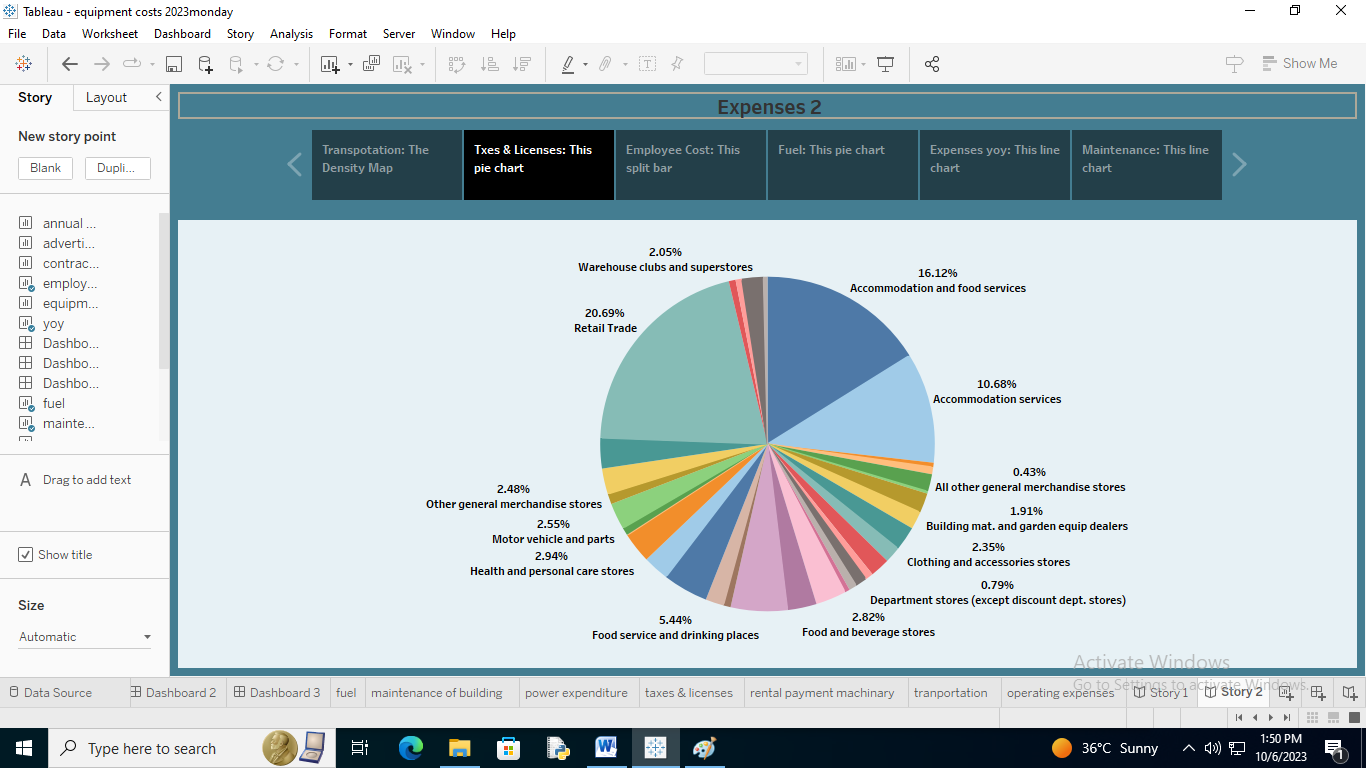 Tableau - equipment costs 2023monday
File Data Worksheet Dashboard Story Analysis Format Server Window Help
Show Me
Story Layout
New story point
Blank Dupli...
annual ...
adverti...
contrac...
employ...
equipm...
yoy
Dashbo...
Dashbo...
Dashbo...
fuel
mainte...
Drag to add text
Show title
Size
Automatic
Expenses 2
Transpotation: The
Density Map
Txes & Licenses: This
pie chart
Employee Cost: This
split bar
Fuel: This pie chart
Expenses yoy: This line
chart
Maintenance: This line
chart
2.05%
Warehouse clubs and superstores
16.12%
Accommodation and food services
20.69%
Retail Trade
10.68%
Accommodation services
0.43%
All other general merchandise stores
2.48%
Other general merchandise stores
1.91%
Building mat. and garden equip dealers
2.55%
Motor vehicle and parts
2.35%
Clothing and accessories stores
2.94%
Health and personal care stores
0.79%
Department stores (except discount dept. stores)
5.44%
Food service and drinking places
2.82%
Food and beverage stores
Activate Windows
Go to Settings to activate Windows.
Data Source Dashboard 2 Dashboard 3 fuel maintenance of building power expenditure taxes & licenses rental payment machinary tranportation operating expenses Story 1 Story 2
Type here to search
36°C Sunny
1:50 PM
10/6/2023
1